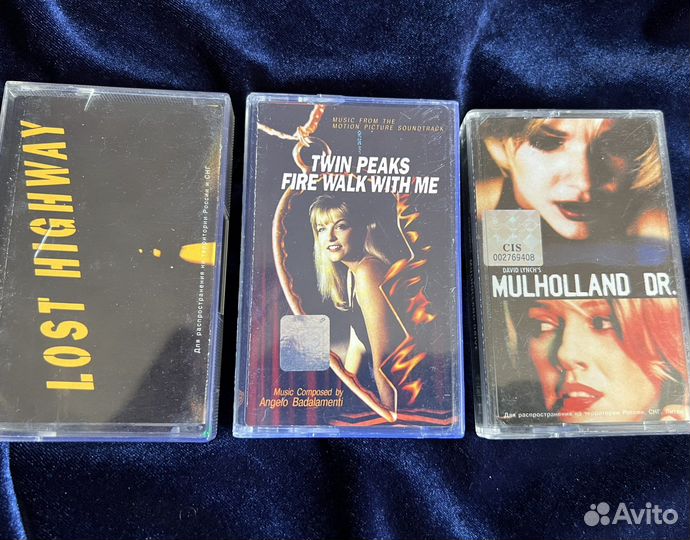 LOST HIGHWAY
Для распространения на территории России и СНГ
MUSIC FROM THE
MOTION PICTURE SOUNDTRACK
TWIN PEAKS
FIRE WALK WITH ME
Music Composed by
Angelo Badalamenti
CIS
002769408
DAVID LYNCH'S
MULHOLLAND DR.
Для распространения на территории России, СНГ,
Avito